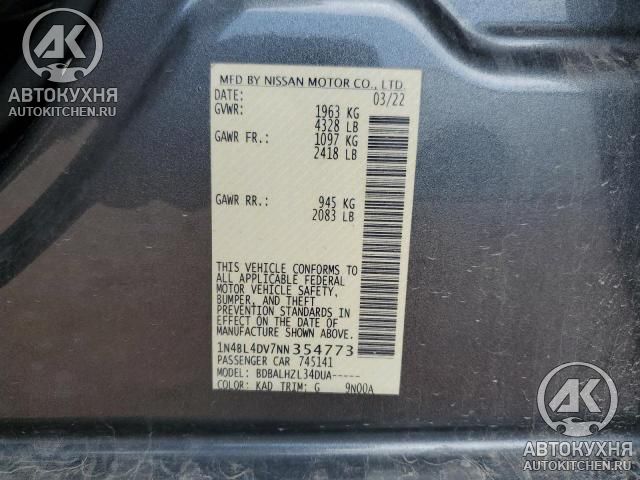 АК
АВТОКУХНЯ
AUTOKITCHEN.RU
MFD BY NISSAN MOTOR CO., LTD.
DATE: 03/22
GVWR: 1963 KG
4328 LB
GAWR FR.: 1097 KG
2418 LB
GAWR RR.: 945 KG
2083 LB
THIS VEHICLE CONFORMS TO
ALL APPLICABLE FEDERAL
MOTOR VEHICLE SAFETY,
BUMPER, AND THEFT
PREVENTION STANDARDS IN
EFFECT ON THE DATE OF
MANUFACTURE SHOWN ABOVE.
1N4BL4DV7NN354773
PASSENGER CAR 745141
MODEL: BDBALHZL34DUA-----
COLOR: KAD TRIM: G 9N00A
АК
АВТОКУХНЯ
AUTOKITCHEN.RU